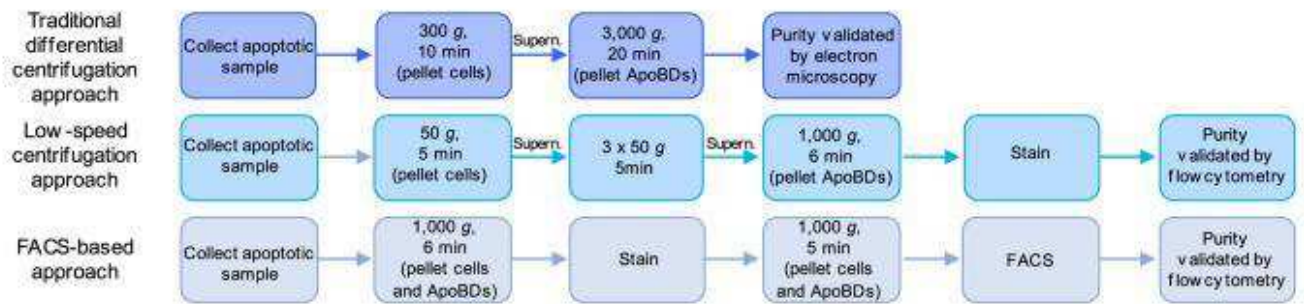 Traditional
differential
centrifugation
approach
Collect apoptotic
sample
300 g,
10 min
(pellet cells)
Supern.
3,000 g,
20 min
(pellet ApoBDs)
Purity validated
by electron
microscopy
Low-speed
centrifugation
approach
Collect apoptotic
sample
50 g,
5 min
(pellet cells)
Supern.
3 x 50 g
5min
Supern.
1,000 g,
6 min
(pellet ApoBDs)
Stain
Purity
validated by
flow cytometry
FACS-based
approach
Collect apoptotic
sample
1,000 g,
6 min
(pellet cells
and ApoBDs)
Stain
1,000 g,
5 min
(pellet cells
and ApoBDs)
FACS
Purity
validated by
flow cytometry